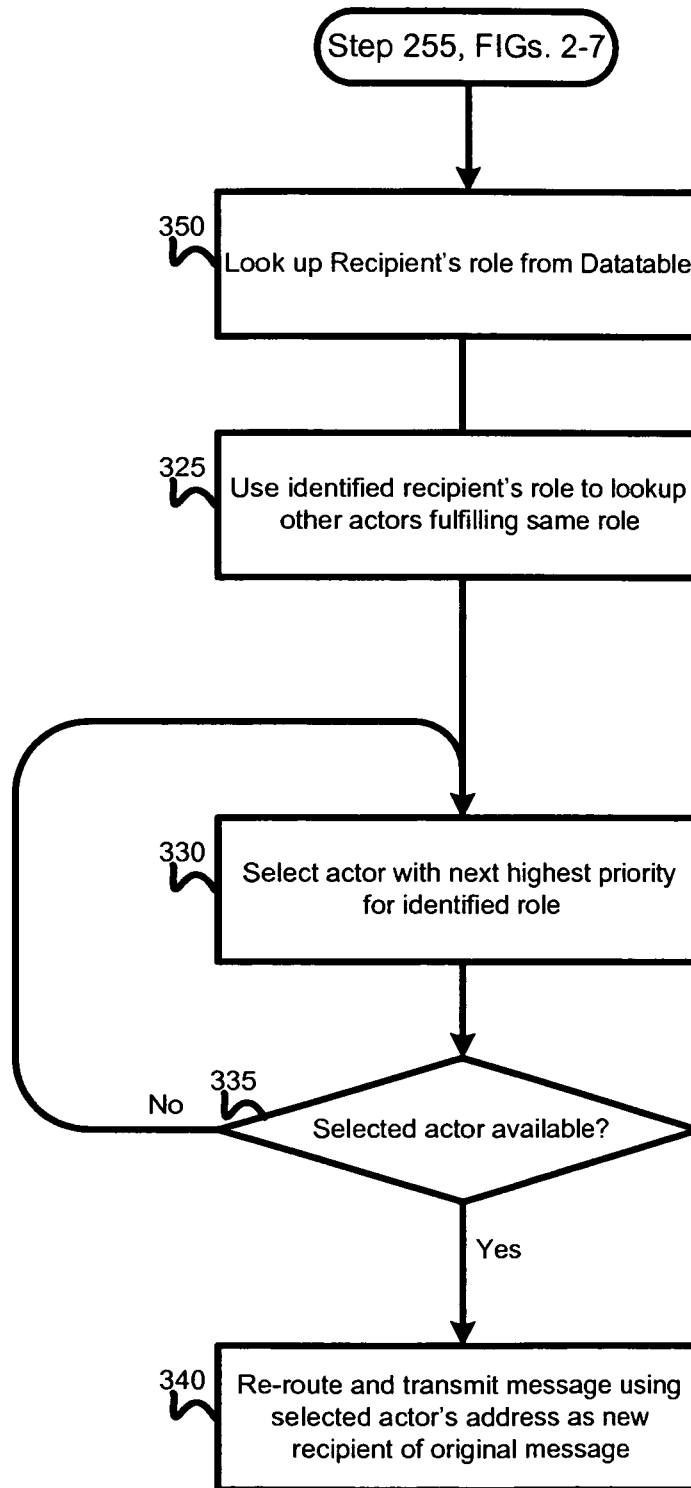 Step 255, FIGs. 2-7
350
Look up Recipient's role from Datatable
325
Use identified recipient's role to lookup
other actors fulfilling same role
330
Select actor with next highest priority
for identified role
335
No
Selected actor available?
Yes
340
Re-route and transmit message using
selected actor's address as new
recipient of original message